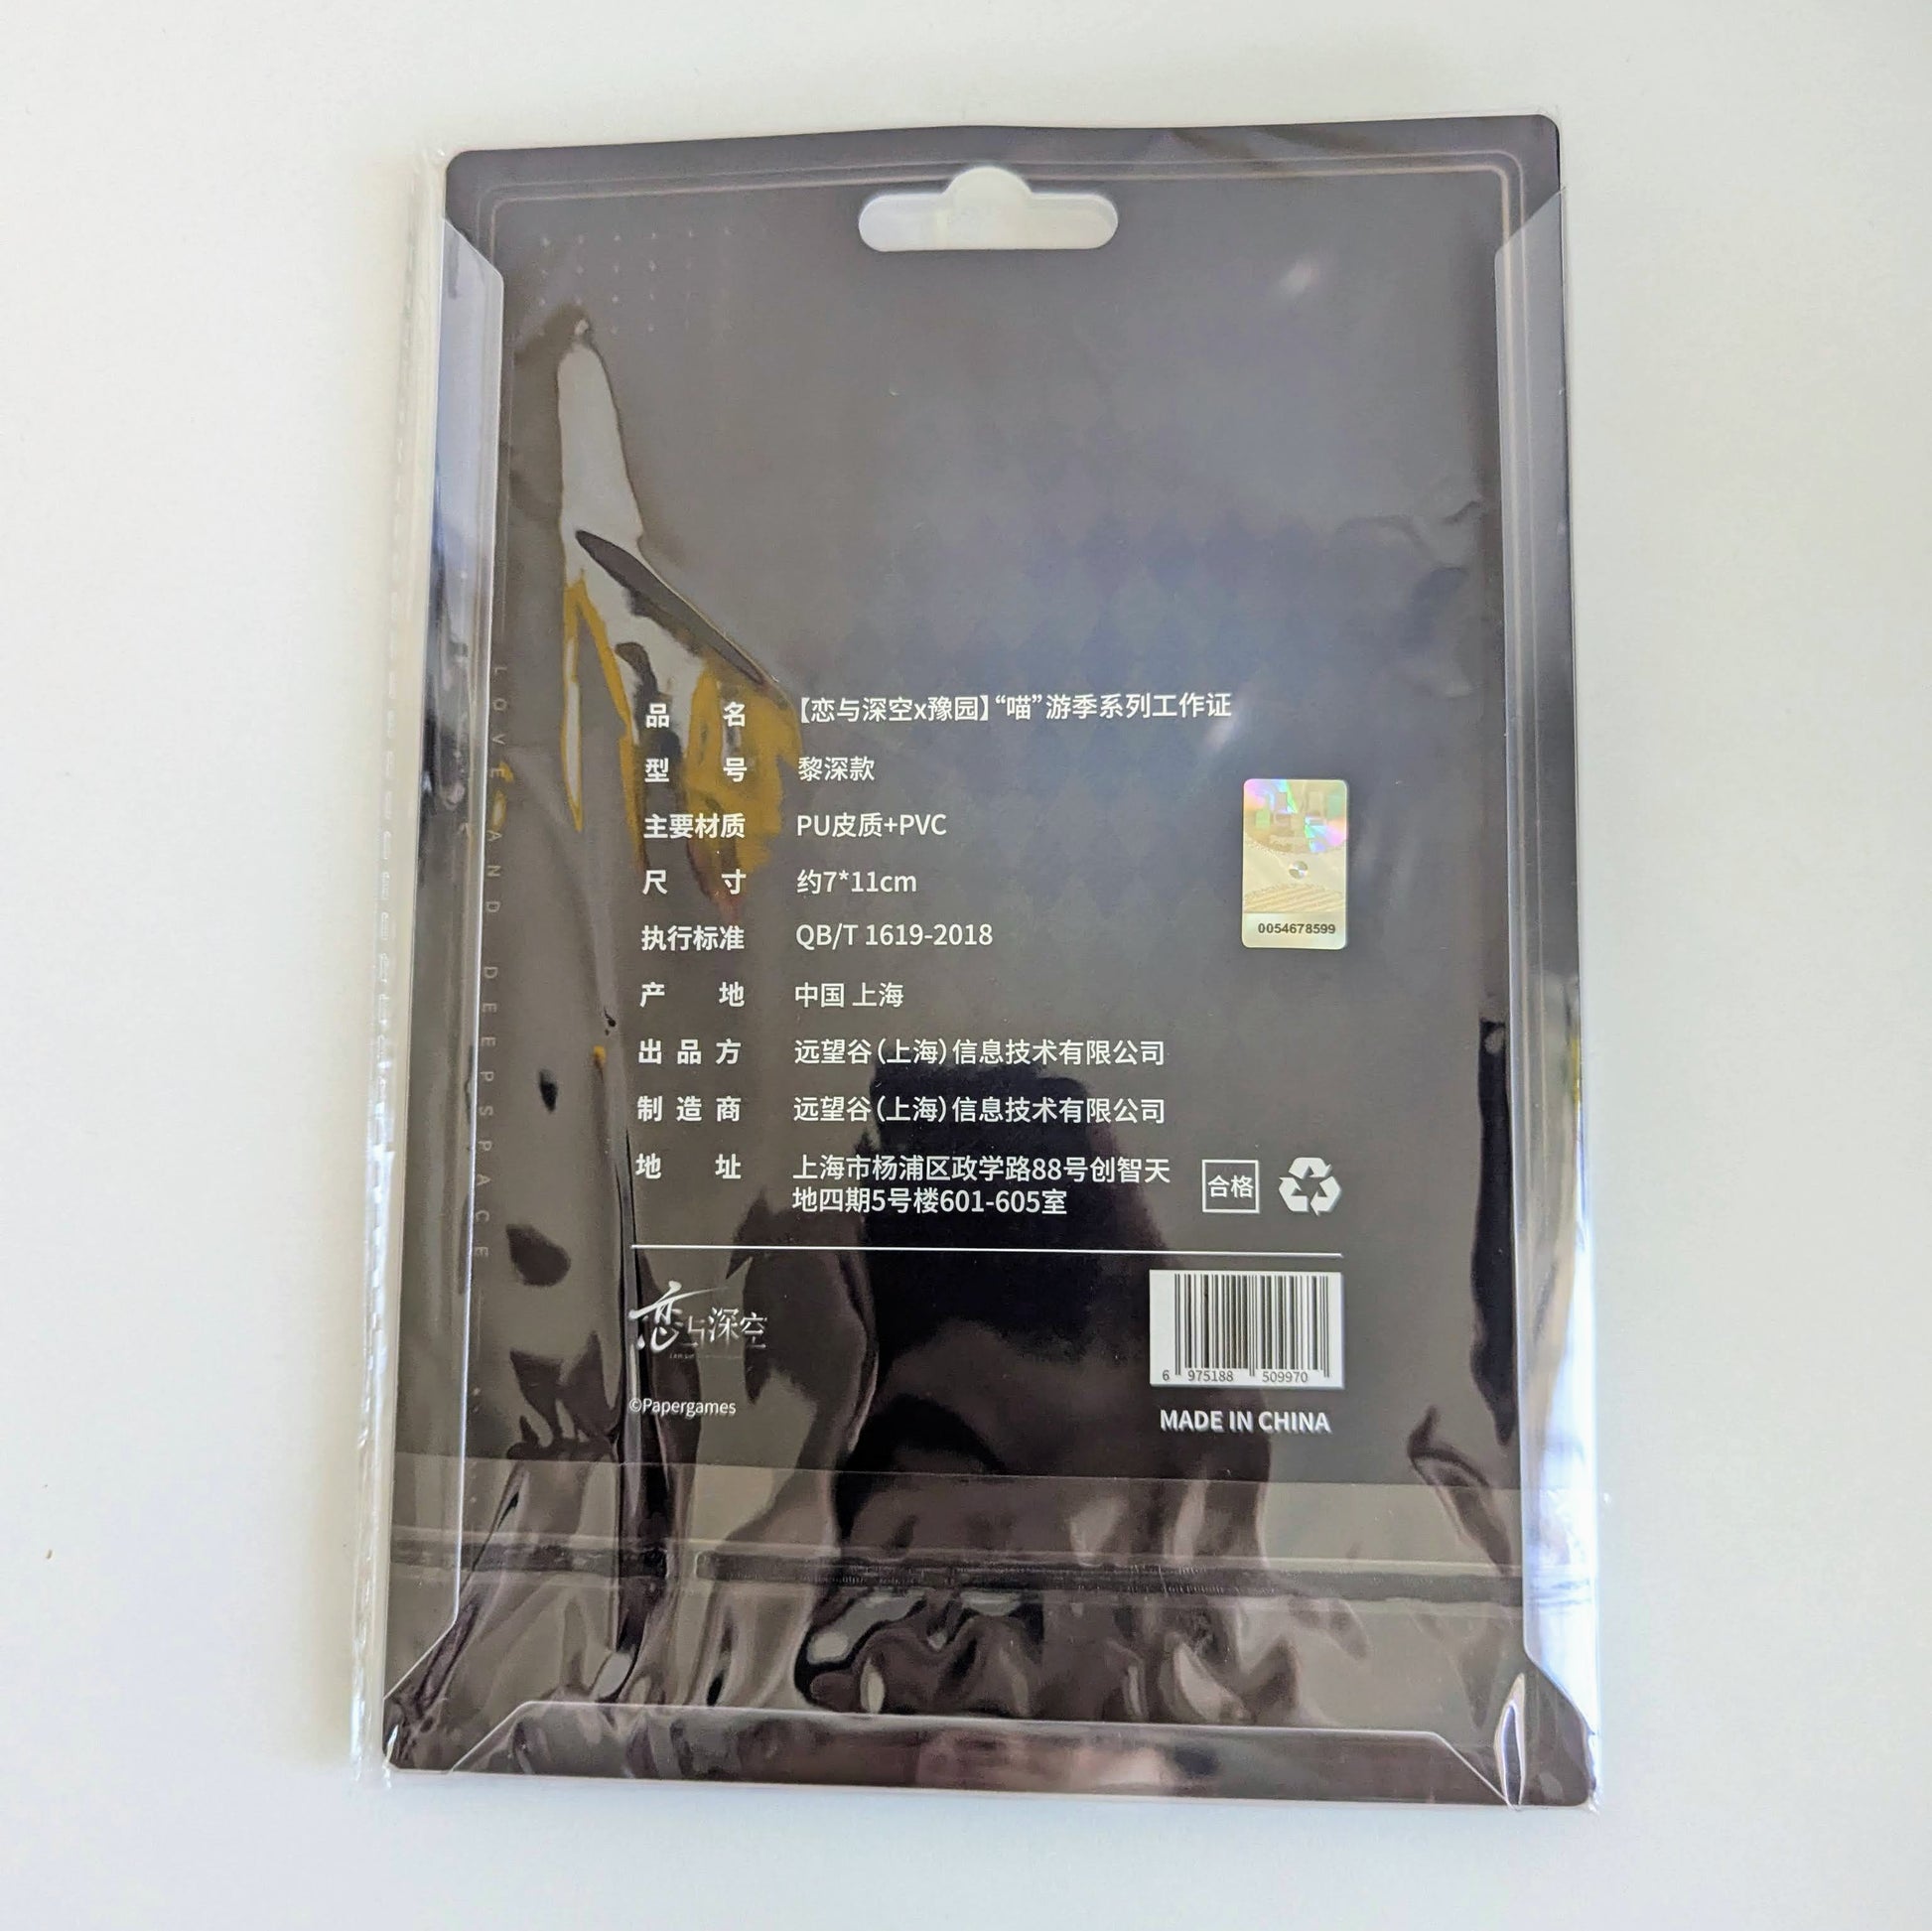 品 名 【恋与深空x豫园】“喵”游季系列工作证
型 号 黎深款
主要材质 PU皮质+PVC
尺 寸 约7*11cm
执行标准 QB/T 1619-2018
产 地 中国 上海
出品方 远望谷（上海）信息技术有限公司
制造商 远望谷（上海）信息技术有限公司
地 址 上海市杨浦区政学路88号创智天
地四期5号楼601-605室
合格
0054678599
LOVE AND DEEPSPACE
恋与深空
©Papergames
6 975188 509970
MADE IN CHINA